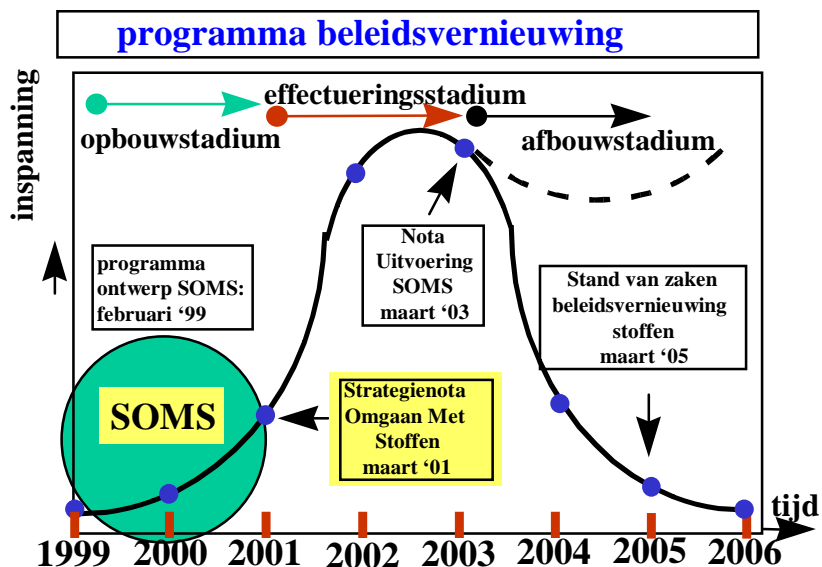 programma beleidsvernieuwing
inspanning
effectueringsstadium
opbouwstadium
afbouwstadium
programma
ontwerp SOMS:
februari ‘99
Nota
Uitvoering
SOMS
maart ‘03
Stand van zaken
beleidsvernieuwing
stoffen
maart ‘05
SOMS
Strategienota
Omgaan Met
Stoffen
maart ‘01
tijd
1999 2000 2001 2002 2003 2004 2005 2006